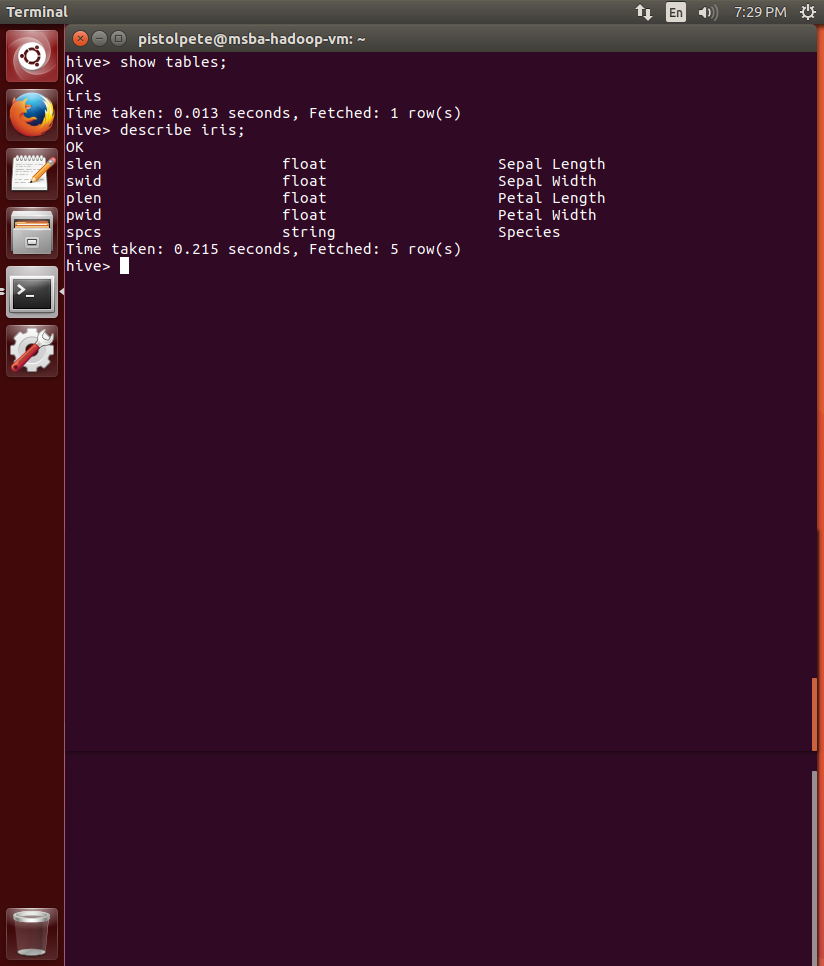 Terminal
En
7:29 PM
pistolpete@msba-hadoop-vm: ~
hive> show tables;
OK
iris
Time taken: 0.013 seconds, Fetched: 1 row(s)
hive> describe iris;
OK
slen float Sepal Length
swid float Sepal Width
plen float Petal Length
pwid float Petal Width
spcs string Species
Time taken: 0.215 seconds, Fetched: 5 row(s)
hive>